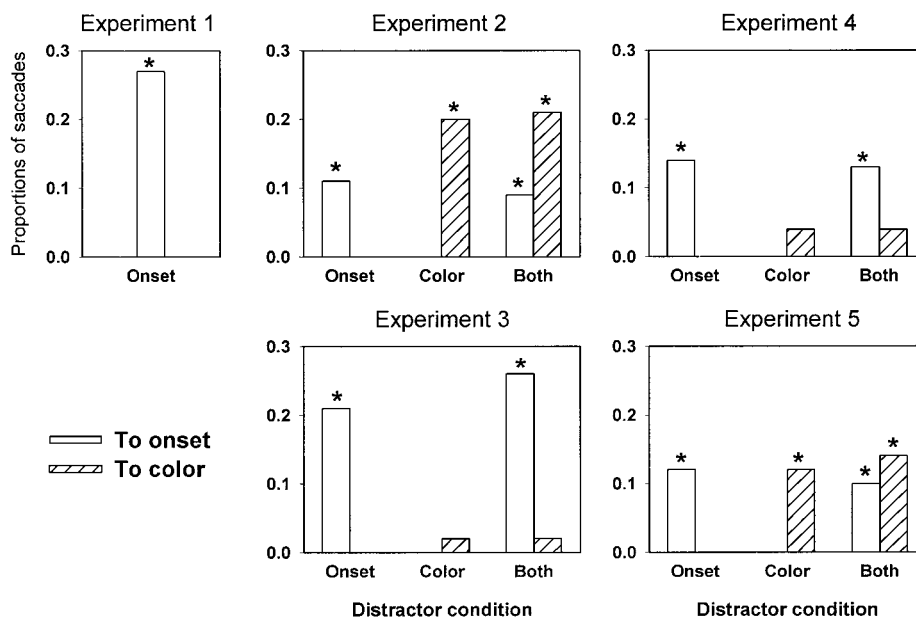 Experiment 1
Experiment 2
Experiment 4
Proportions of saccades
0.3
*
0.2
0.1
0.0
Onset
0.3
*
*
0.2
*
*
0.1
0.0
Onset Color Both
0.3
0.2
*
*
0.1
0.0
Onset Color Both
Experiment 3
Experiment 5
To onset
To color
0.3
*
*
0.2
0.1
0.0
Onset Color Both
Distractor condition
0.3
0.2
* * * *
0.1
0.0
Onset Color Both
Distractor condition